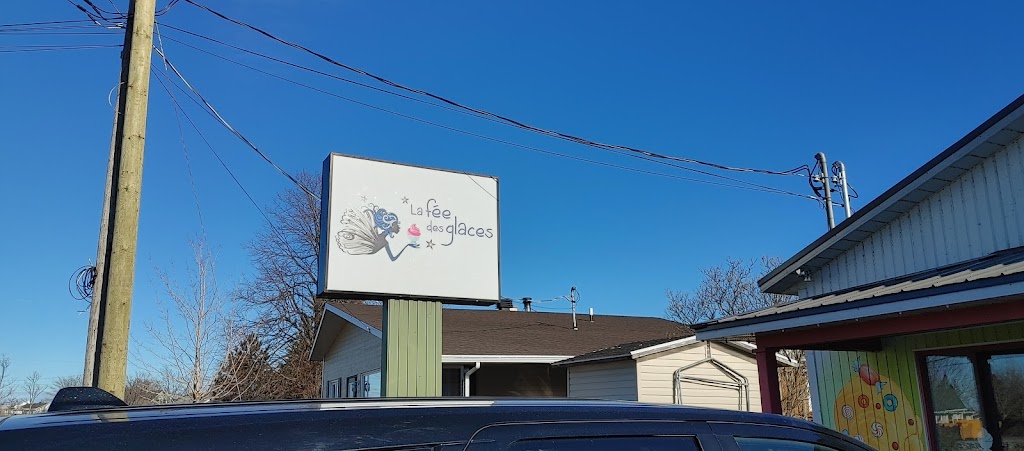 La fée
des glaces